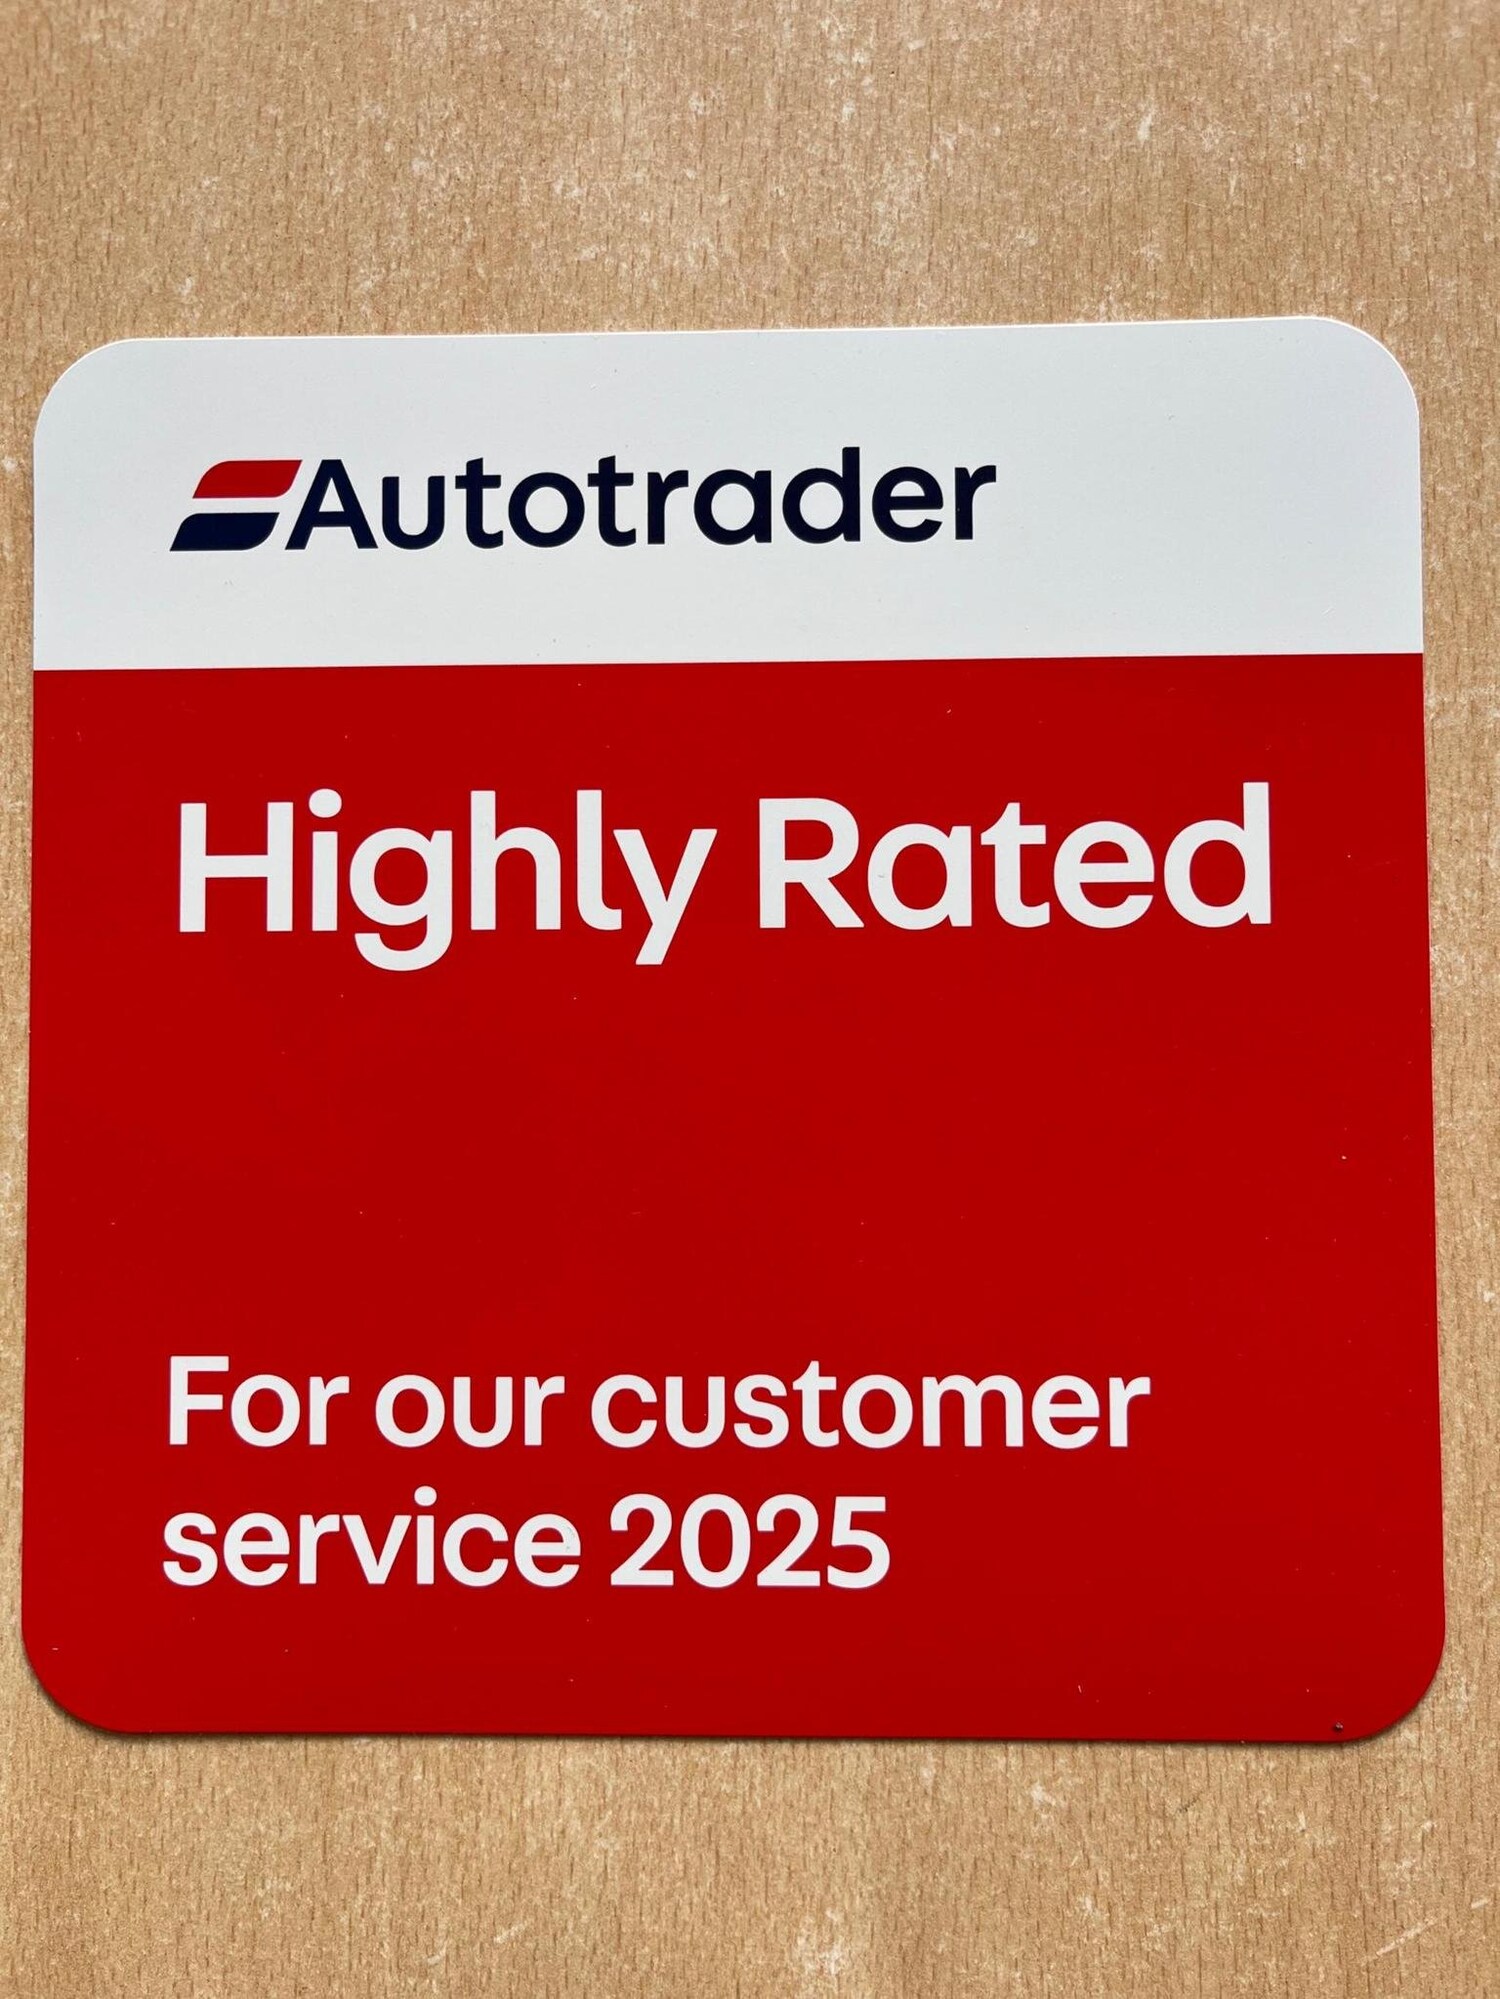 Autotrader
Highly Rated
For our customer
service 2025